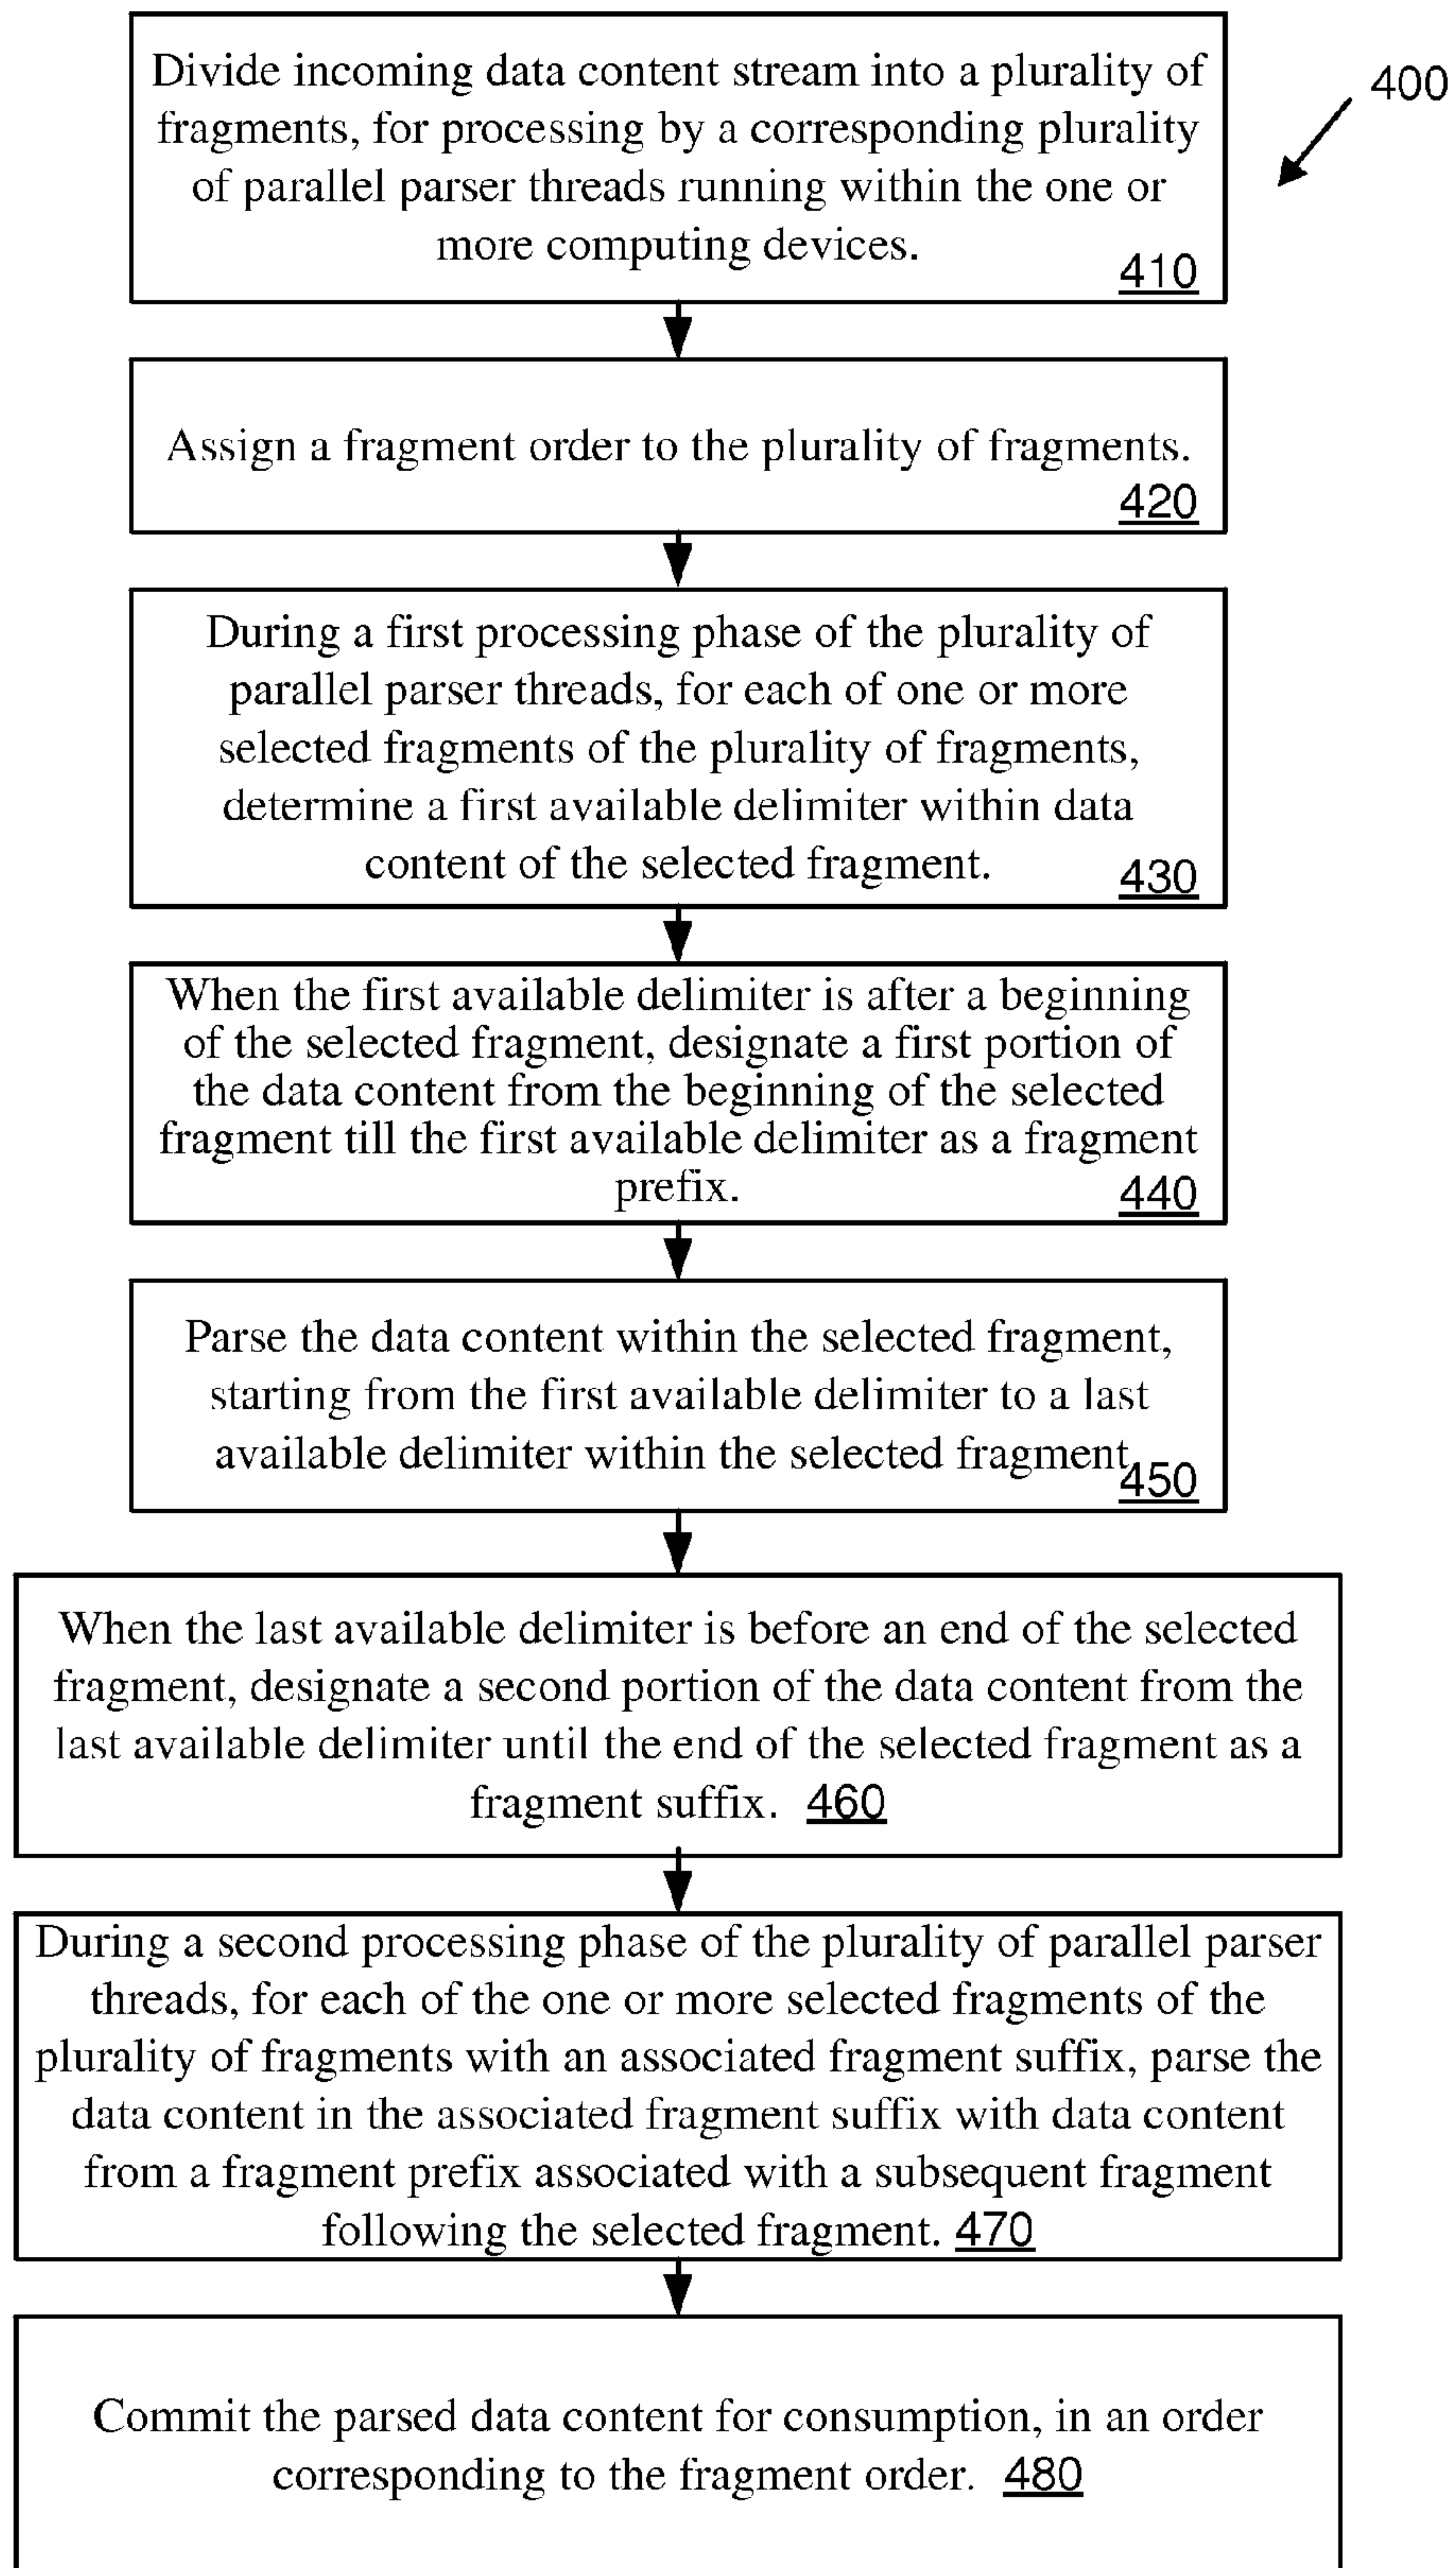 Divide incoming data content stream into a plurality of
fragments, for processing by a corresponding plurality
of parallel parser threads running within the one or
more computing devices.
410
400
Assign a fragment order to the plurality of fragments.
420
During a first processing phase of the plurality of
parallel parser threads, for each of one or more
selected fragments of the plurality of fragments,
determine a first available delimiter within data
content of the selected fragment.
430
When the first available delimiter is after a beginning
of the selected fragment, designate a first portion of
the data content from the beginning of the selected
fragment till the first available delimiter as a fragment
prefix.
440
Parse the data content within the selected fragment,
starting from the first available delimiter to a last
available delimiter within the selected fragment.
450
When the last available delimiter is before an end of the selected
fragment, designate a second portion of the data content from the
last available delimiter until the end of the selected fragment as a
fragment suffix. 460
During a second processing phase of the plurality of parallel parser
threads, for each of the one or more selected fragments of the
plurality of fragments with an associated fragment suffix, parse the
data content in the associated fragment suffix with data content
from a fragment prefix associated with a subsequent fragment
following the selected fragment. 470
Commit the parsed data content for consumption, in an order
corresponding to the fragment order. 480